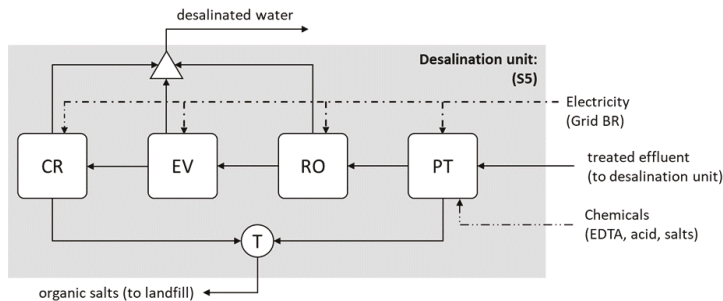 desalinated water
Desalination unit:
(S5)
Electricity
(Grid BR)
CR
EV
RO
PT
treated effluent
(to desalination unit)
Chemicals
(EDTA, acid, salts)
T
organic salts (to landfill)